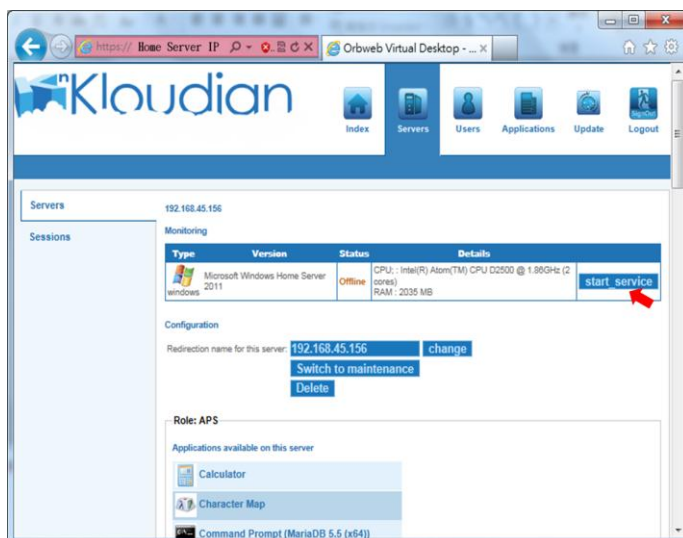 https:// Home Server IP
Orbweb Virtual Desktop - ... ×
nKloudian
Index
Servers
Users
Applications
Update
SignOut
Logout
Servers
Sessions
192.168.45.156
Monitoring
Type Version Status Details
windows
Microsoft Windows Home Server
2011
Offline
CPU; : Intel(R) Atom(TM) CPU D2500 @ 1.86GHz (2
cores)
RAM : 2035 MB
start_service
Configuration
Redirection name for this server: 192.168.45.156 change
Switch to maintenance
Delete
Role: APS
Applications available on this server
Calculator
Character Map
Command Prompt (MariaDB 5.5 (x64))